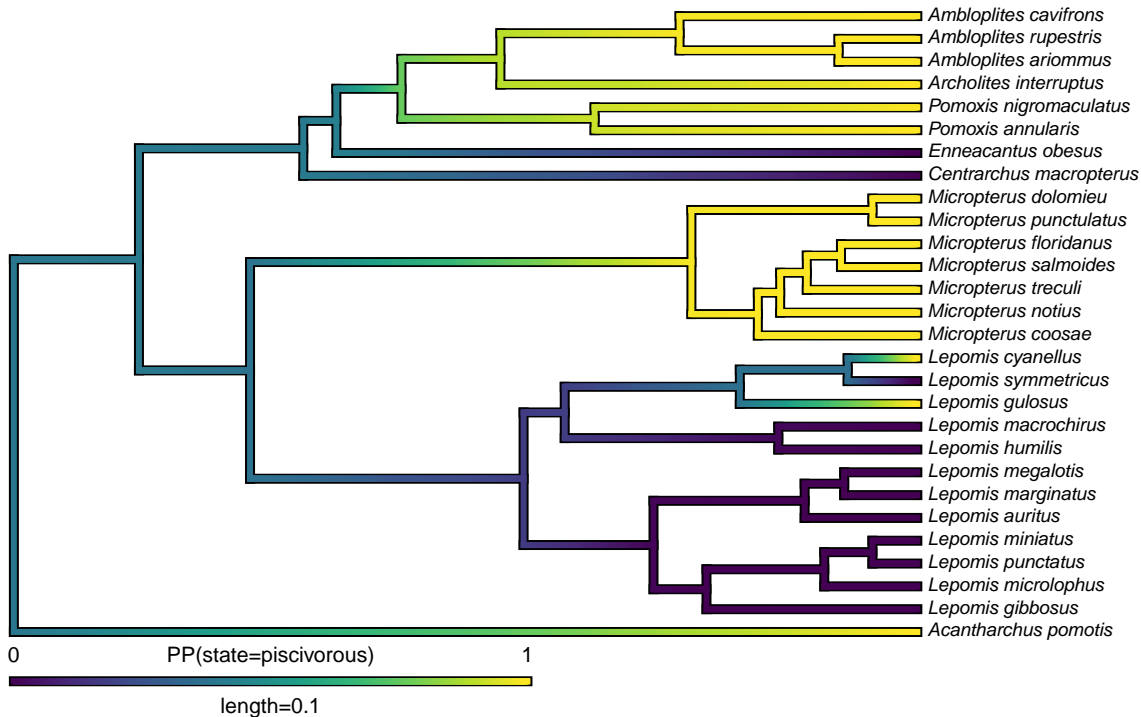 Ambloplites cavifrons
Ambloplites rupestris
Ambloplites ariommus
Archolites interruptus
Pomoxis nigromaculatus
Pomoxis annularis
Enneacantus obesus
Centrarchus macropterus
Micropterus dolomieu
Micropterus punctulatus
Micropterus floridanus
Micropterus salmoides
Micropterus treculi
Micropterus notius
Micropterus coosae
Lepomis cyanellus
Lepomis symmetricus
Lepomis gulosus
Lepomis macrochirus
Lepomis humilis
Lepomis megalotis
Lepomis marginatus
Lepomis auritus
Lepomis miniatus
Lepomis punctatus
Lepomis microlophus
Lepomis gibbosus
Acantharchus pomotis
0 PP(state=piscivorous) 1
length=0.1